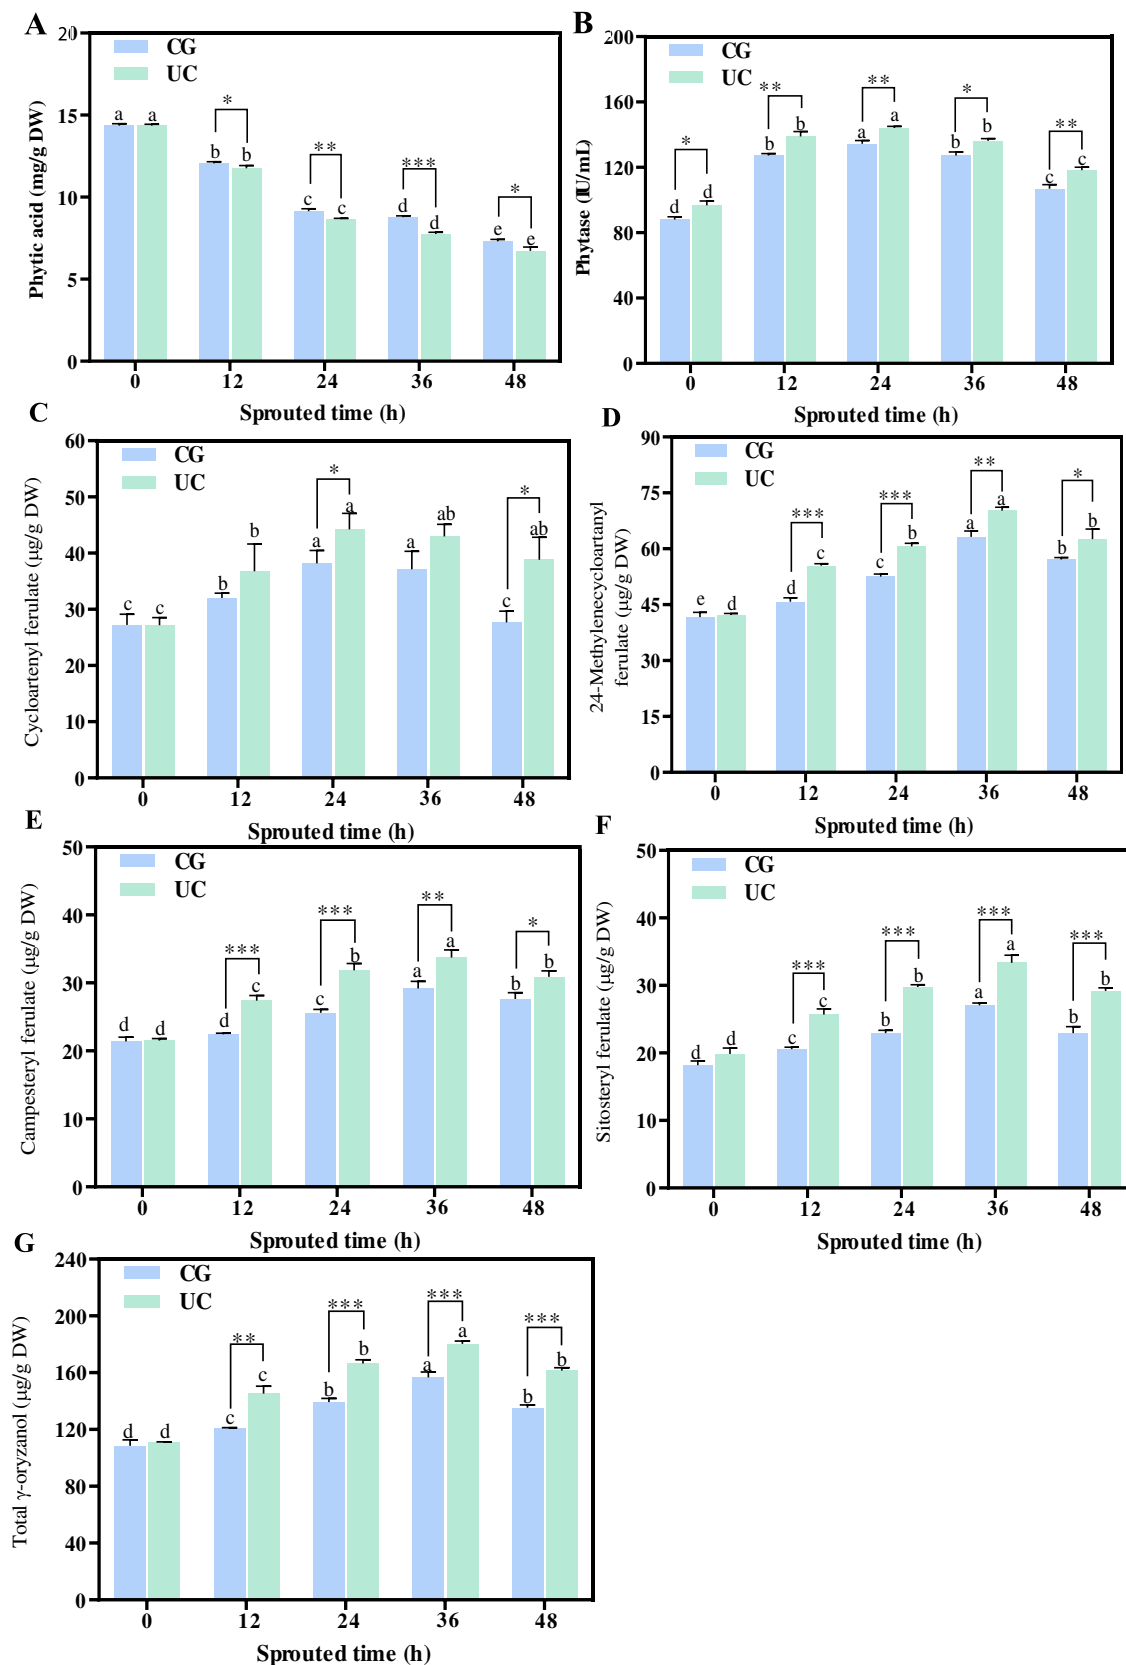 A
20
15
10
5
0
Phytic acid (mg/g DW)
CG
UC
a a
*
b b
**
c c
***
d d
*
e e
0 12 24 36 48
Sprouted time (h)
B
200
160
120
80
40
0
Phytase (IU/mL)
CG
UC
*
d d
**
b b
**
a a
*
b b
**
c c
0 12 24 36 48
Sprouted time (h)
C
60
50
40
30
20
10
0
Cycloartenyl ferulate (μg/g DW)
CG
UC
c c
b b
*
a a
a ab
*
c ab
0 12 24 36 48
Sprouted time (h)
D
90
75
60
45
30
15
0
24-Methylenecycloartanyl
ferulate (μg/g DW)
CG
UC
e d
***
d c
***
c b
**
a a
*
b b
0 12 24 36 48
Sprouted time (h)
E
50
40
30
20
10
0
Campesteryl ferulate (μg/g DW)
CG
UC
d d
***
d c
***
c b
**
a a
*
b b
0 12 24 36 48
Sprouted time (h)
F
50
40
30
20
10
0
Sitosteryl ferulate (μg/g DW)
CG
UC
d d
***
c c
***
b b
***
a a
***
b b
0 12 24 36 48
Sprouted time (h)
G
240
200
160
120
80
40
0
Total γ-oryzanol (μg/g DW)
CG
UC
d d
**
c c
***
b b
***
a a
***
b b
0 12 24 36 48
Sprouted time (h)